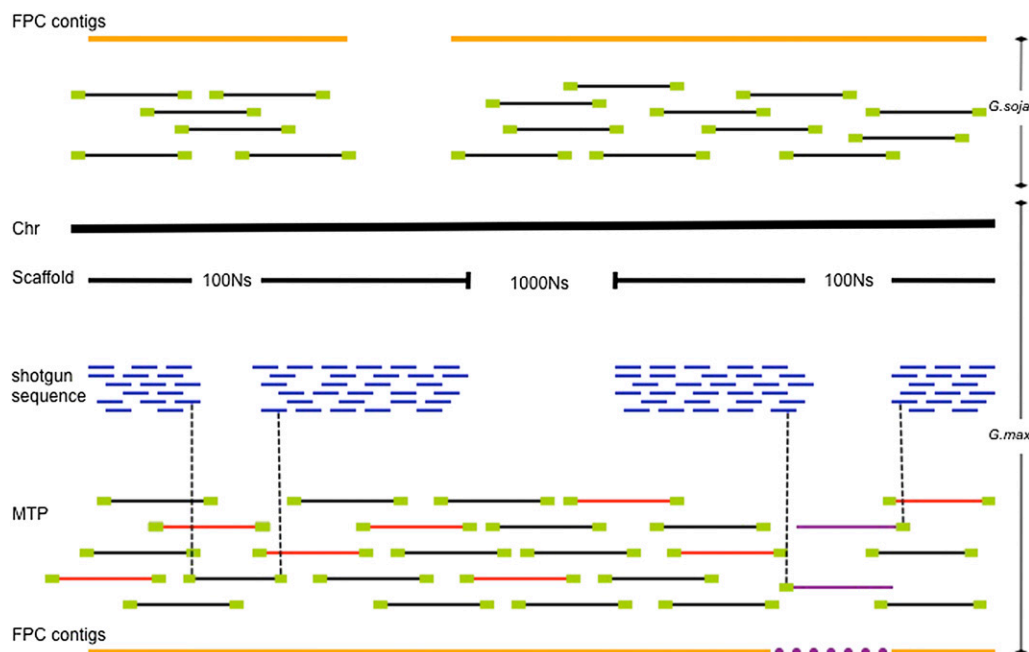 FPC contigs
G.soja
Chr
Scaffold
100Ns
1000Ns
100Ns
shotgun
sequence
G.max
MTP
FPC contigs